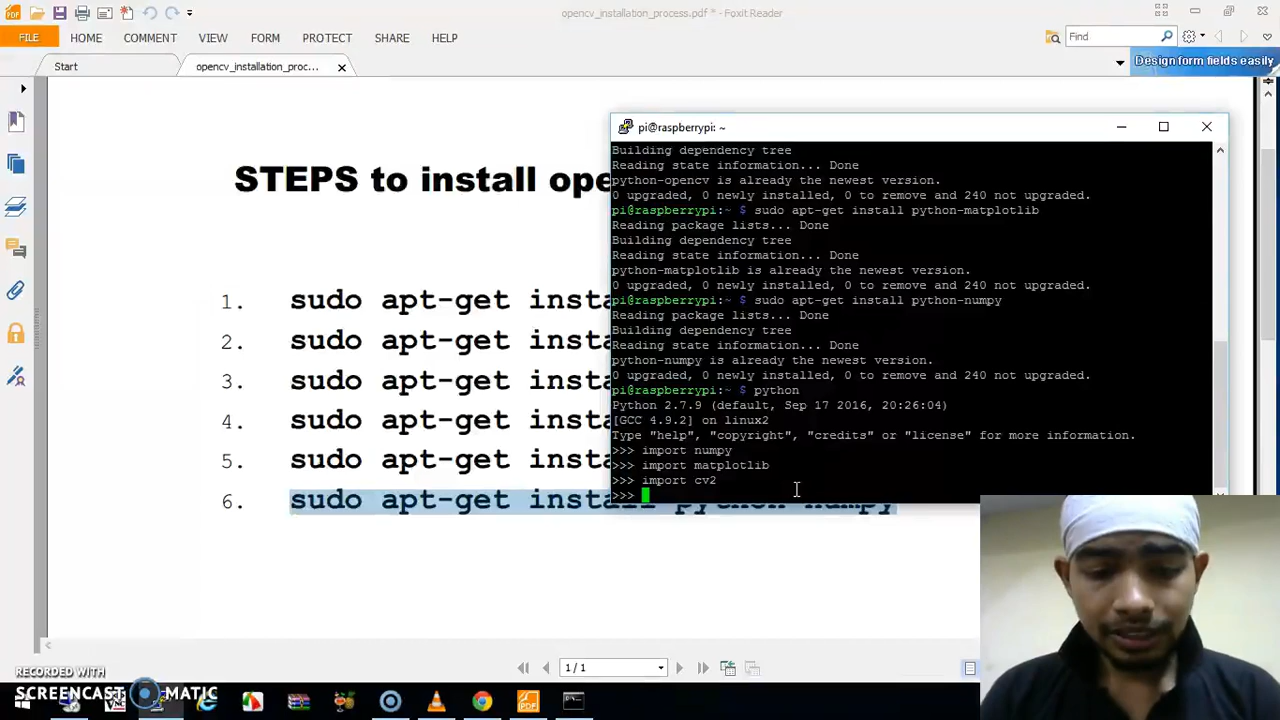 opencv_installation_process.pdf * - Foxit Reader
FILE HOME COMMENT VIEW FORM PROTECT SHARE HELP
Find
Start opencv_installation_proc...
Design form fields easily
STEPS to install ope
1. sudo apt-get insta
2. sudo apt-get insta
3. sudo apt-get insta
4. sudo apt-get insta
5. sudo apt-get insta
6. sudo apt-get install python-numpy
pi@raspberrypi: ~
Building dependency tree
Reading state information... Done
python-opencv is already the newest version.
0 upgraded, 0 newly installed, 0 to remove and 240 not upgraded.
pi@raspberrypi:~ $ sudo apt-get install python-matplotlib
Reading package lists... Done
Building dependency tree
Reading state information... Done
python-matplotlib is already the newest version.
0 upgraded, 0 newly installed, 0 to remove and 240 not upgraded.
pi@raspberrypi:~ $ sudo apt-get install python-numpy
Reading package lists... Done
Building dependency tree
Reading state information... Done
python-numpy is already the newest version.
0 upgraded, 0 newly installed, 0 to remove and 240 not upgraded.
pi@raspberrypi:~ $ python
Python 2.7.9 (default, Sep 17 2016, 20:26:04)
[GCC 4.9.2] on linux2
Type "help", "copyright", "credits" or "license" for more information.
>>> import numpy
>>> import matplotlib
>>> import cv2
>>>
1 / 1
RECORDED WITH
SCREENCAST MATIC